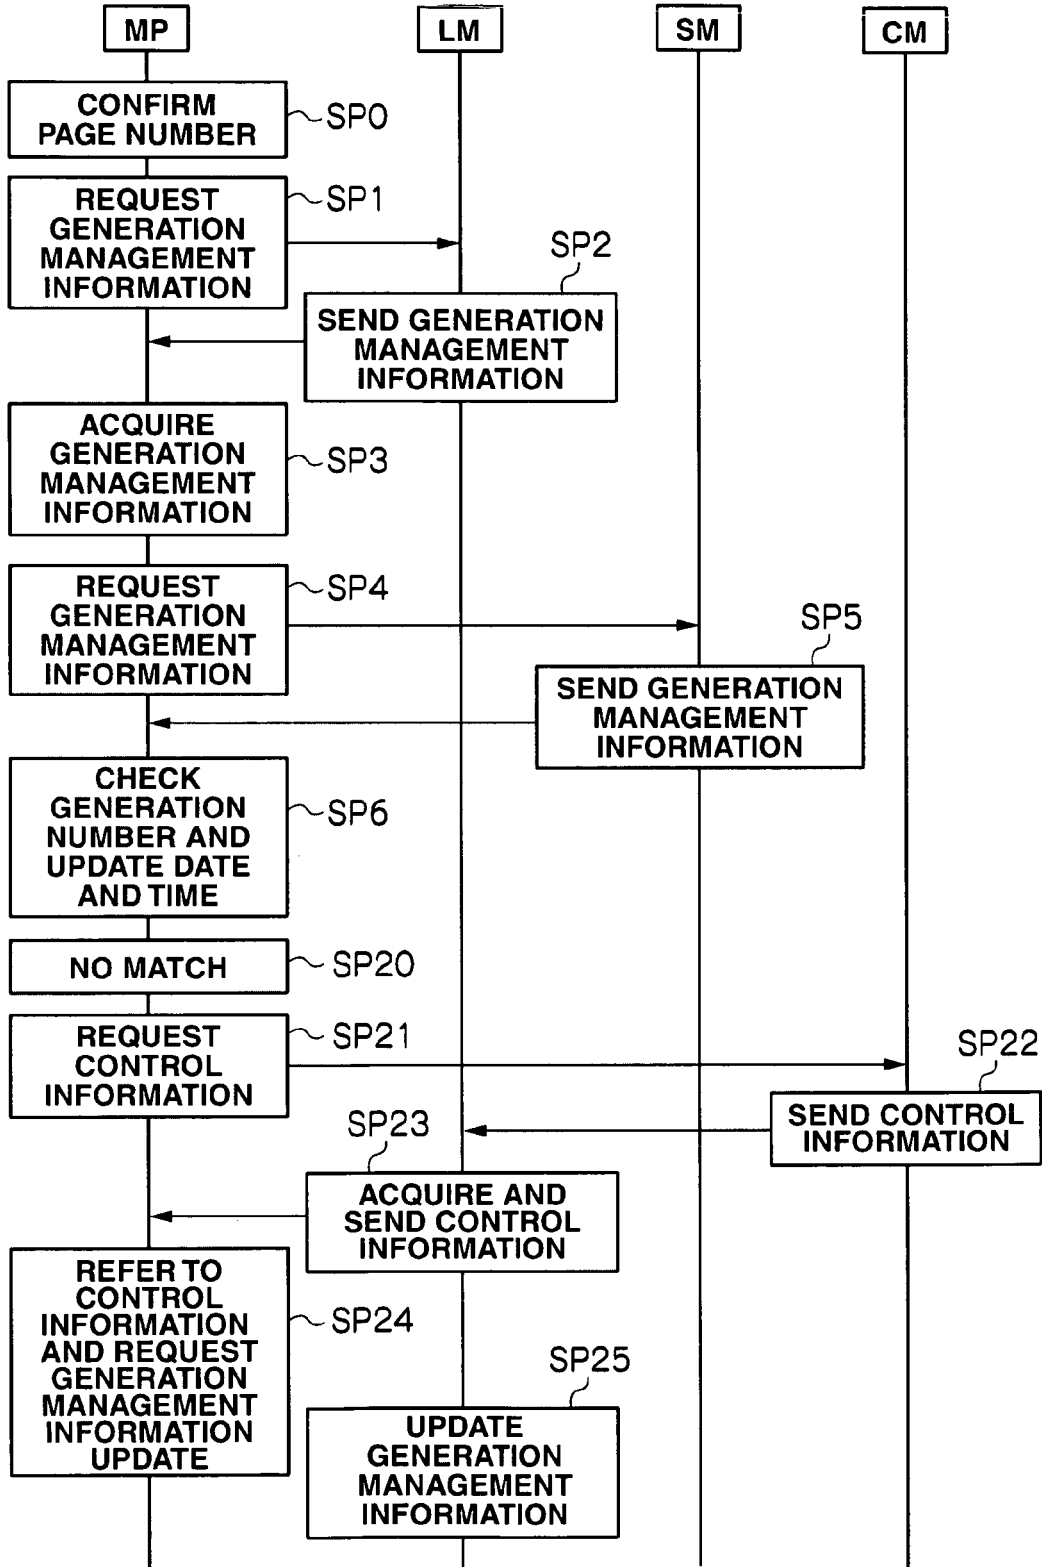 MP
LM
SM
CM
CONFIRM
PAGE NUMBER
SP0
REQUEST
GENERATION
MANAGEMENT
INFORMATION
SP1
SP2
SEND GENERATION
MANAGEMENT
INFORMATION
ACQUIRE
GENERATION
MANAGEMENT
INFORMATION
SP3
REQUEST
GENERATION
MANAGEMENT
INFORMATION
SP4
SP5
SEND GENERATION
MANAGEMENT
INFORMATION
CHECK
GENERATION
NUMBER AND
UPDATE DATE
AND TIME
SP6
NO MATCH
SP20
REQUEST
CONTROL
INFORMATION
SP21
SP22
SEND CONTROL
INFORMATION
SP23
ACQUIRE AND
SEND CONTROL
INFORMATION
REFER TO
CONTROL
INFORMATION
AND REQUEST
GENERATION
MANAGEMENT
INFORMATION
UPDATE
SP24
SP25
UPDATE
GENERATION
MANAGEMENT
INFORMATION